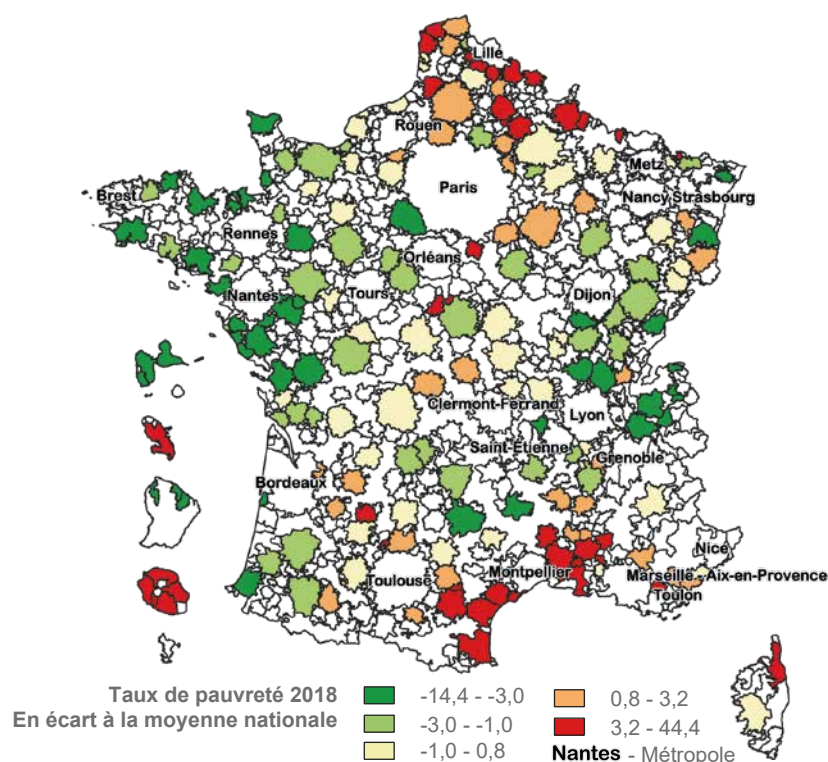 Lille
Rouen
Metz
Paris
Brest
Nancy Strasbourg
Rennes
Orléans
Nantes
Tours
Dijon
Clermont-Ferrand
Lyon
Saint-Étienne
Grenoble
Bordeaux
Nice
Toulouse
Montpellier
Marseille - Aix-en-Provence
Toulon
Taux de pauvreté 2018
En écart à la moyenne nationale
-14,4 - -3,0
-3,0 - -1,0
-1,0 - 0,8
0,8 - 3,2
3,2 - 44,4
Nantes - Métropole